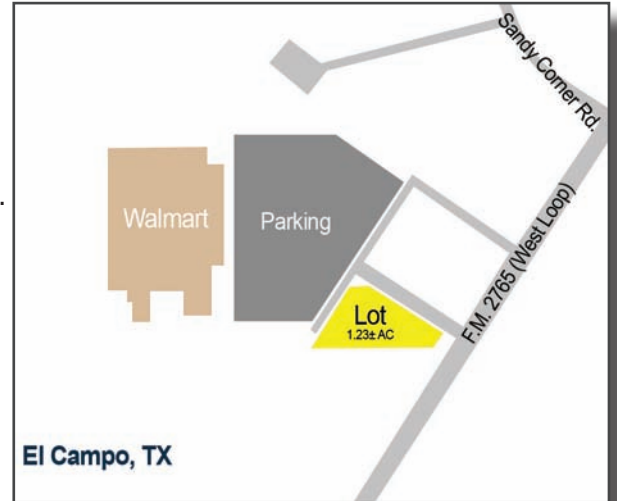 Sandy Corner Rd.
.
Walmart
Parking
F.M. 2765 (West Loop)
Lot
1.23± AC
El Campo, TX